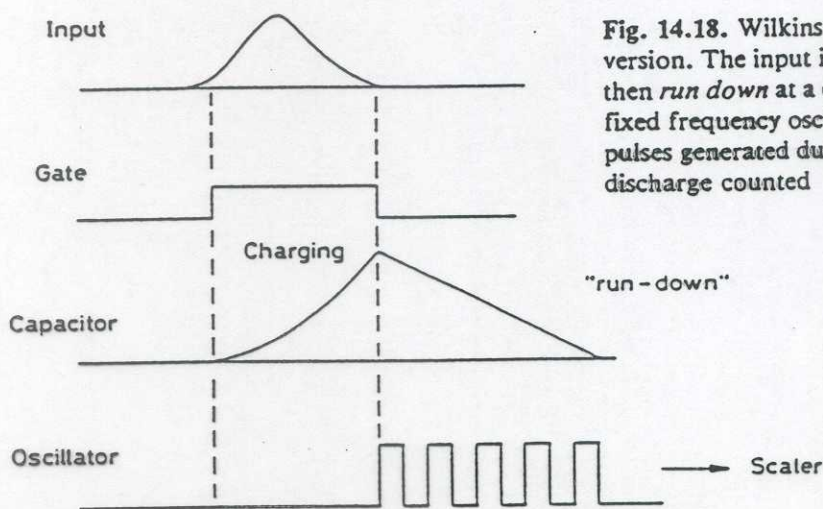 Input
Fig. 14.18. Wilkins
version. The input i
then run down at a
fixed frequency osc
pulses generated du
discharge counted
Gate
Charging
"run-down"
Capacitor
Oscillator
Scaler